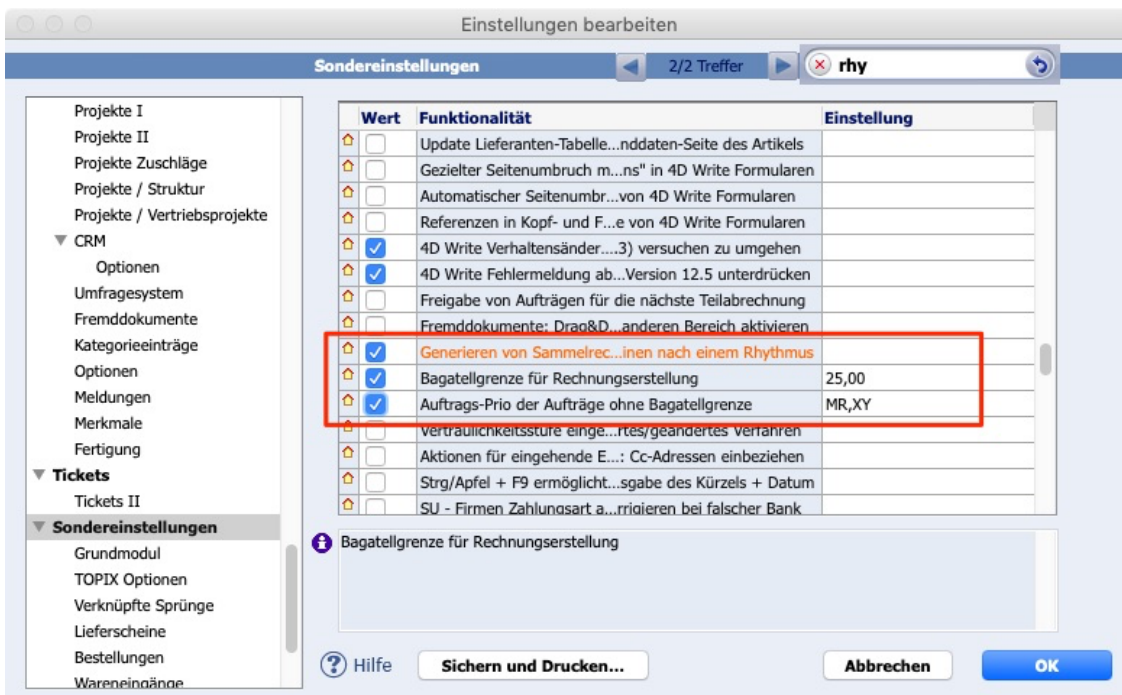 Einstellungen bearbeiten
Sondereinstellungen
2/2 Treffer
rhy
Projekte I
Projekte II
Projekte Zuschläge
Projekte / Struktur
Projekte / Vertriebsprojekte
CRM
Optionen
Umfragesystem
Fremddokumente
Kategorieeinträge
Optionen
Meldungen
Merkmale
Fertigung
Tickets
Tickets II
Sondereinstellungen
Grundmodul
TOPIX Optionen
Verknüpfte Sprünge
Lieferscheine
Bestellungen
Wareneingänge
Wert Funktionalität Einstellung
Update Lieferanten-Tabelle...nddaten-Seite des Artikels
Gezielter Seitenumbruch m...ns" in 4D Write Formularen
Automatischer Seitenumbr...von 4D Write Formularen
Referenzen in Kopf- und F...e von 4D Write Formularen
4D Write Verhaltensänder....3) versuchen zu umgehen
4D Write Fehlermeldung ab...Version 12.5 unterdrücken
Freigabe von Aufträgen für die nächste Teilabrechnung
Fremddokumente: Drag&D...anderen Bereich aktivieren
Generieren von Sammelrec...inen nach einem Rhythmus
Bagatellgrenze für Rechnungserstellung 25,00
Auftrags-Prio der Aufträge ohne Bagatellgrenze MR,XY
Vertraulichkeitsstufe einge...rtes/geändertes Verfahren
Aktionen für eingehende E...: Cc-Adressen einbeziehen
Strg/Apfel + F9 ermöglicht...sgabe des Kürzels + Datum
SU - Firmen Zahlungsart a...rrigieren bei falscher Bank
Bagatellgrenze für Rechnungserstellung
? Hilfe
Sichern und Drucken...
Abbrechen
OK